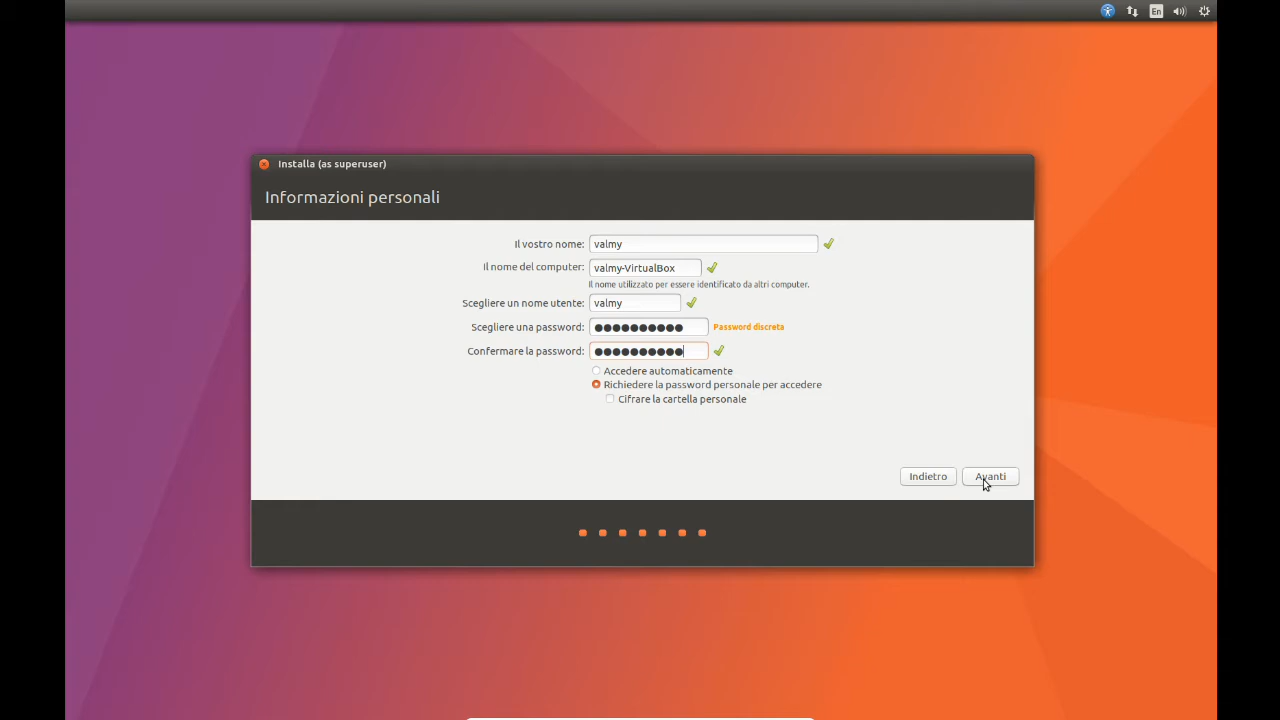 En
Installa (as superuser)
Informazioni personali
Il vostro nome: valmy
Il nome del computer: valmy-VirtualBox
Il nome utilizzato per essere identificato da altri computer.
Scegliere un nome utente: valmy
Scegliere una password: ●●●●●●●●●● Password discreta
Confermare la password: ●●●●●●●●●●
Accedere automaticamente
Richiedere la password personale per accedere
Cifrare la cartella personale
Indietro Avanti